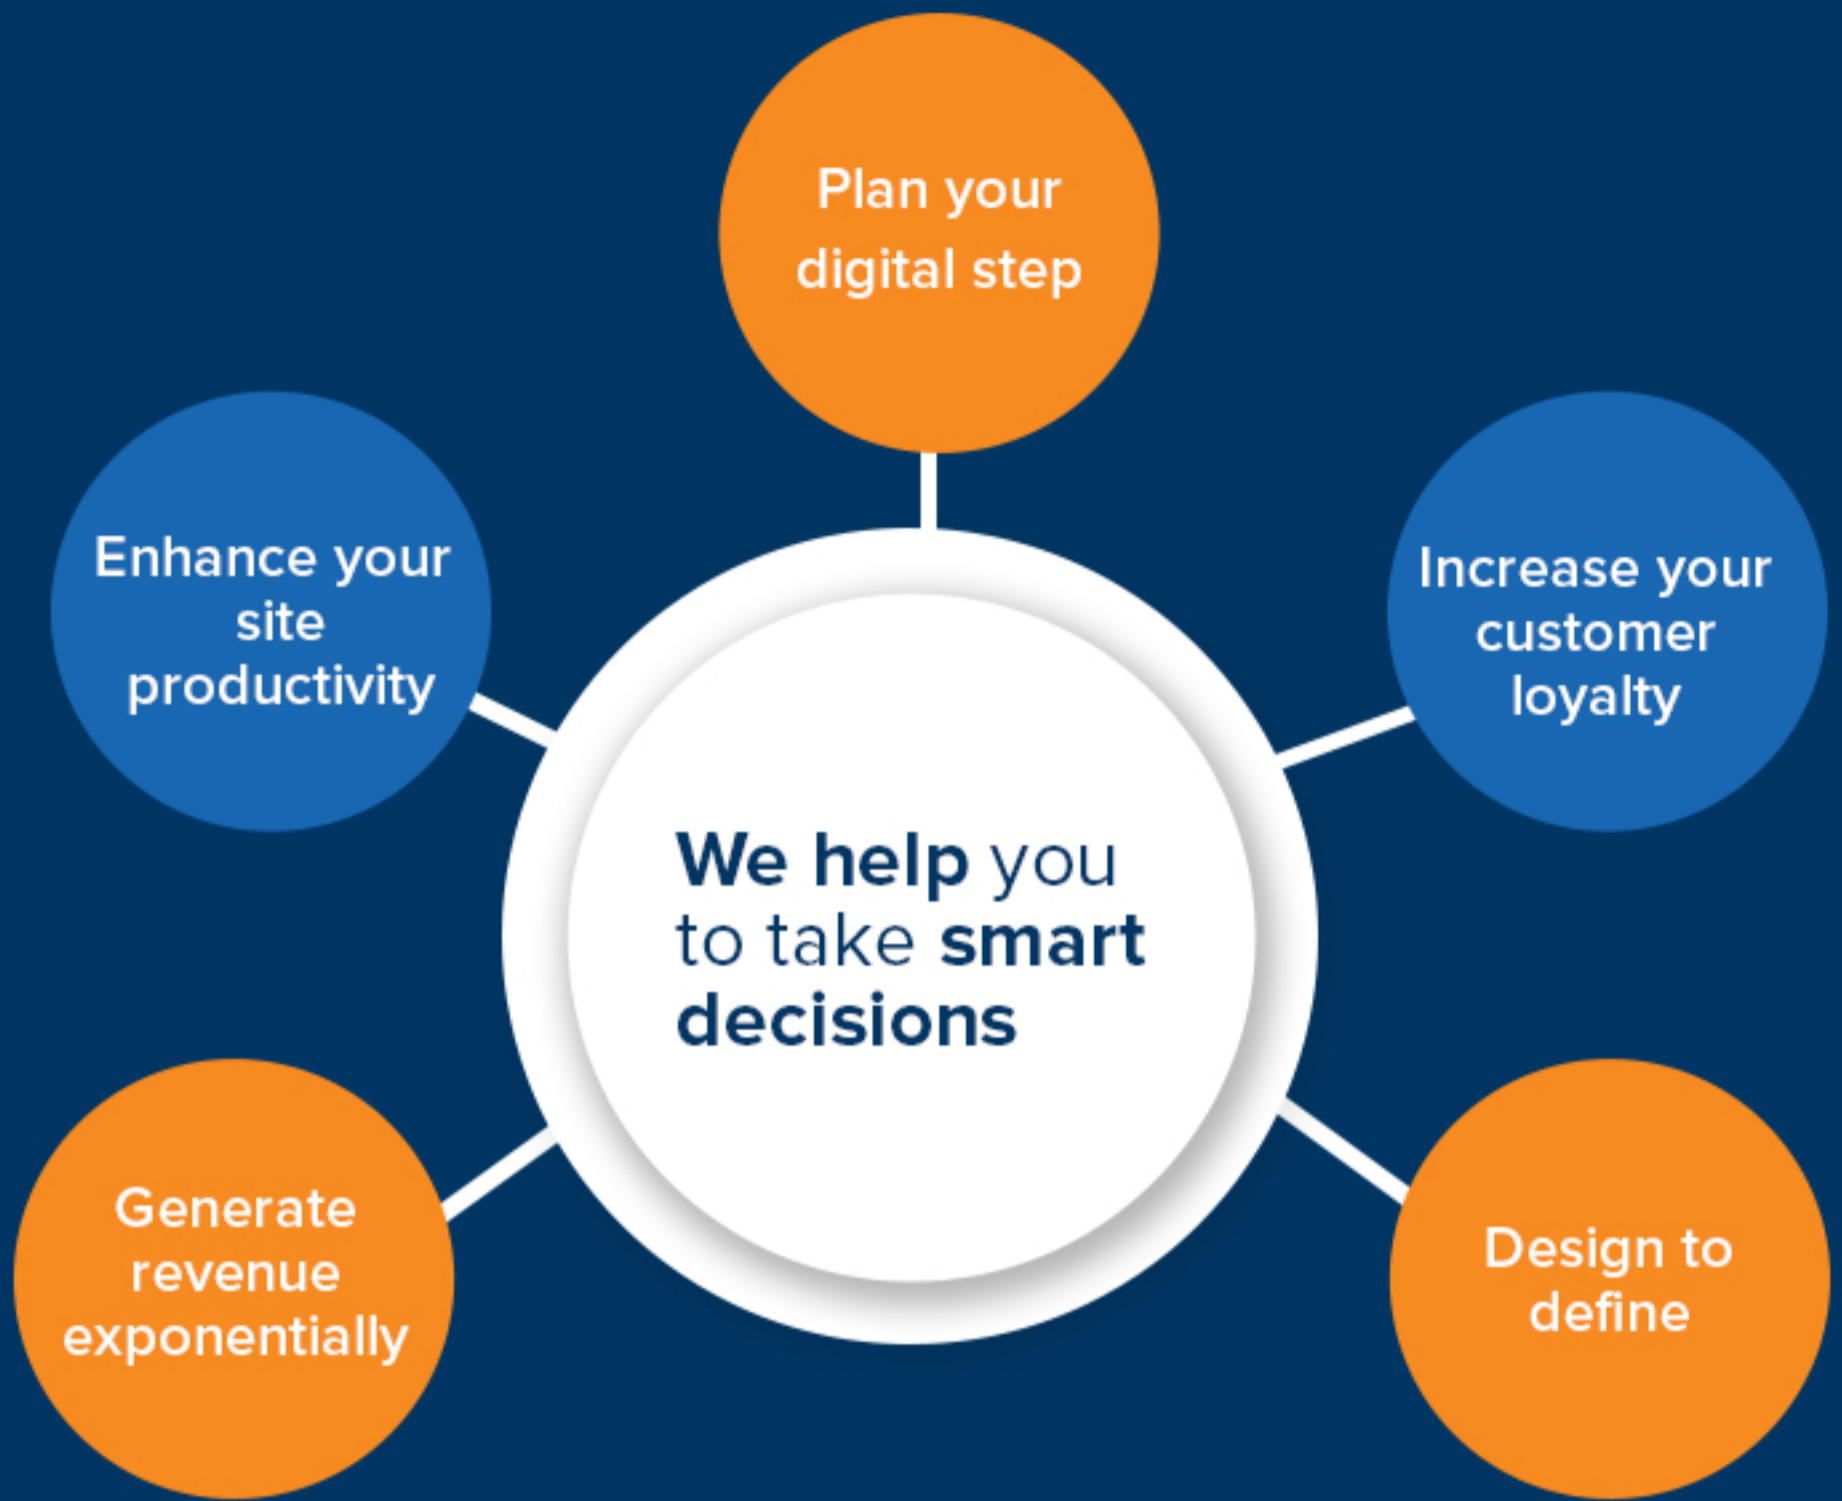 Plan your
digital step
Enhance your
site
productivity
Increase your
customer
loyalty
We help you
to take smart
decisions
Generate
revenue
exponentially
Design to
define